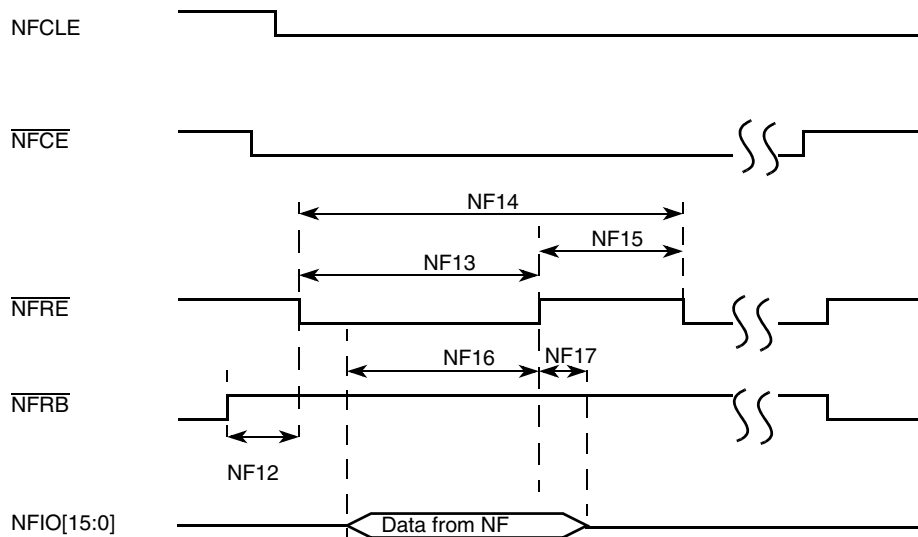 NFCLE
NFCE
NF14
NF15
NF13
NFRE
NF16
NF17
NFRB
NF12
NFIO[15:0]
Data from NF